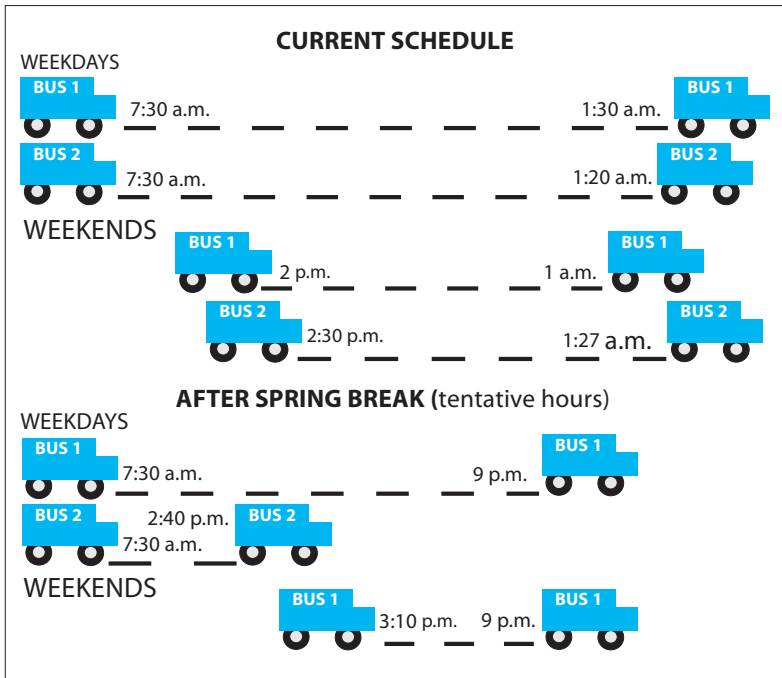 CURRENT SCHEDULE
WEEKDAYS
BUS 1 7:30 a.m. 1:30 a.m. BUS 1
BUS 2 7:30 a.m. 1:20 a.m. BUS 2
WEEKENDS
BUS 1 2 p.m. 1 a.m. BUS 1
BUS 2 2:30 p.m. 1:27 a.m. BUS 2
AFTER SPRING BREAK (tentative hours)
WEEKDAYS
BUS 1 7:30 a.m. 9 p.m. BUS 1
BUS 2 2:40 p.m. BUS 2
7:30 a.m.
WEEKENDS
BUS 1 3:10 p.m. 9 p.m. BUS 1